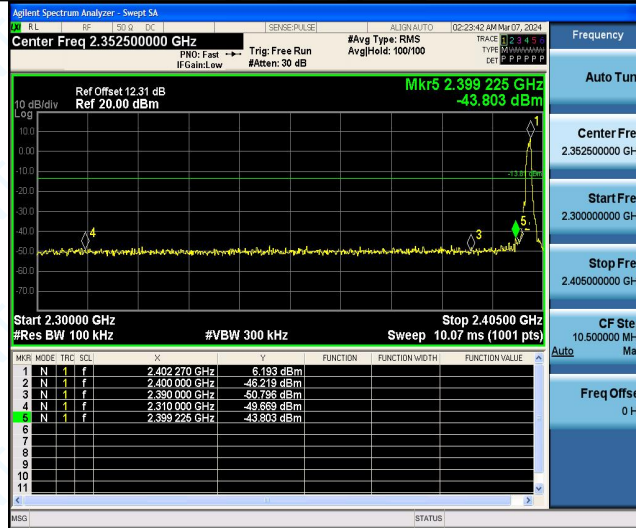 Agilent Spectrum Analyzer - Swept SA
RL RF 50 Ω DC SENSE:PULSE ALIGN AUTO 02:23:42 AM Mar 07, 2024
Center Freq 2.352500000 GHz
PNO: Fast
IFGain:Low
Trig: Free Run
#Atten: 30 dB
#Avg Type: RMS
Avg|Hold: 100/100
TRACE 1 2 3 4 5 6
TYPE M
DET P P P P P P
Ref Offset 12.31 dB
Ref 20.00 dBm
10 dB/div
Log
Mkr5 2.399 225 GHz
-43.803 dBm
10.0
0.00
-10.0
-20.0
-30.0
-40.0
-50.0
-60.0
-70.0
1
5
3
4
Start 2.30000 GHz
Stop 2.40500 GHz
#Res BW 100 kHz
#VBW 300 kHz
Sweep 10.07 ms (1001 pts)
MKR MODE TRC SCL X Y FUNCTION FUNCTION WIDTH FUNCTION VALUE
1 N 1 f 2.402 270 GHz 6.193 dBm
2 N 1 f 2.400 000 GHz -46.219 dBm
3 N 1 f 2.390 000 GHz -50.796 dBm
4 N 1 f 2.310 000 GHz -49.669 dBm
5 N 1 f 2.399 225 GHz -43.803 dBm
6
7
8
9
10
11
MSG
STATUS
Frequency
Auto Tun
Center Fre
2.352500000 GH
Start Fre
2.300000000 GH
Stop Fre
2.405000000 GH
CF Ste
10.500000 MH
Auto Ma
Freq Offse
0 H